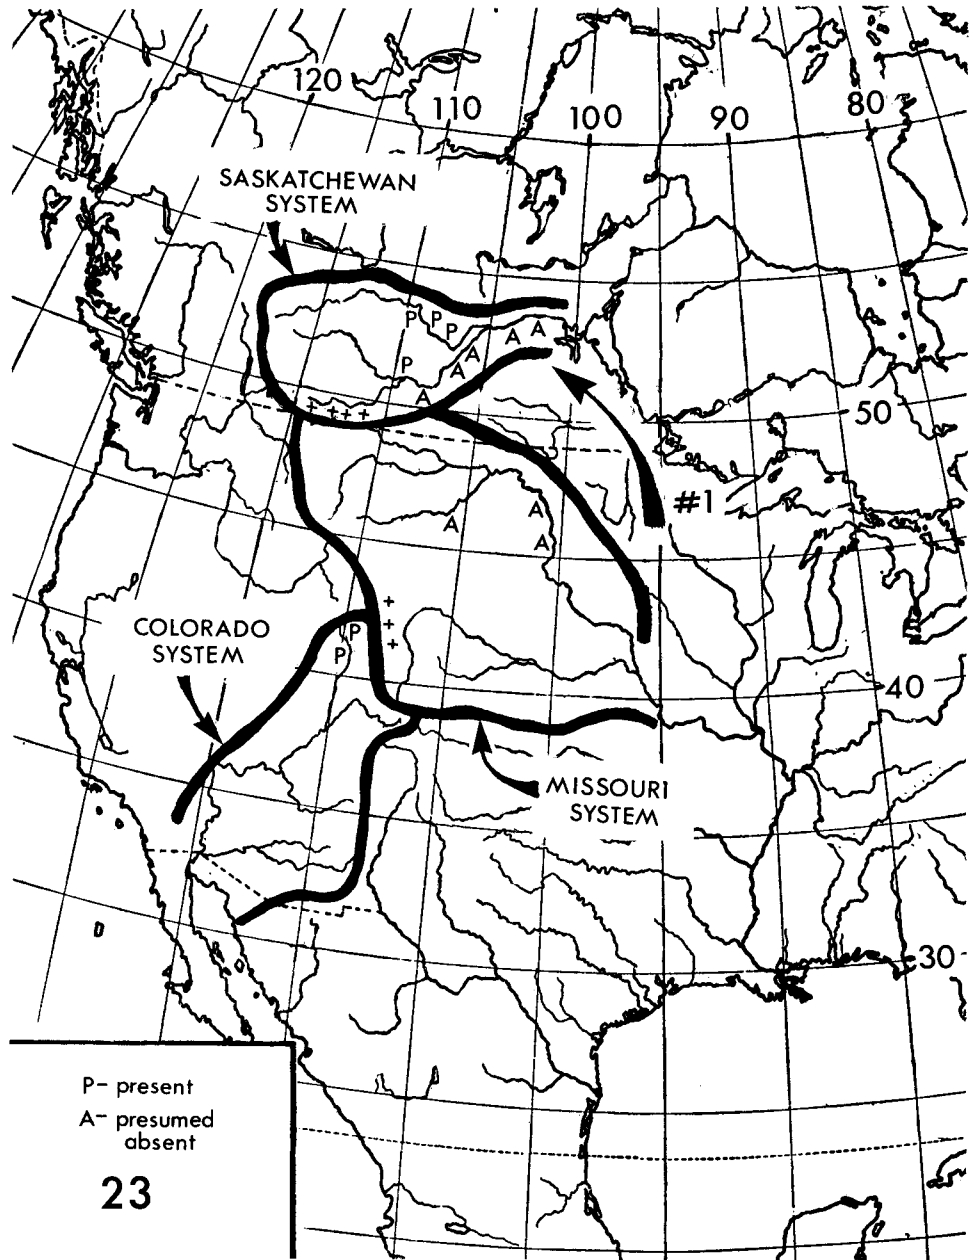 120
110
100
90
80
SASKATCHEWAN
SYSTEM
P
P
P
A
A
A
P
A
A
50
+ + + +
#1
A
A
A
+
+
+
COLORADO
SYSTEM
P
P
40
MISSOURI
SYSTEM
30
P- present
A- presumed
absent
23